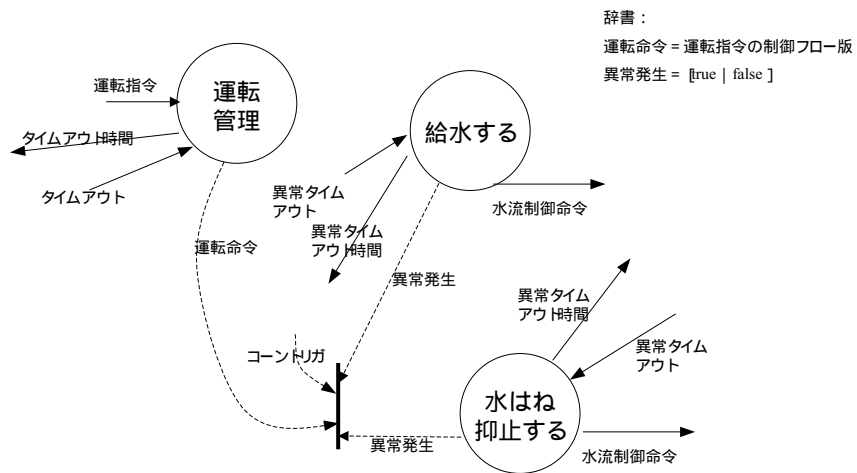 辞書：
運転命令 = 運転指令の制御フロー版
異常発生 = [true | false ]
運転指令
運転
管理
タイムアウト時間
タイムアウト
給水する
異常タイム
アウト
水流制御命令
異常タイム
アウト時間
運転命令
異常発生
異常タイム
アウト時間
コーントリガ
異常タイム
アウト
水はね
抑止する
異常発生
水流制御命令